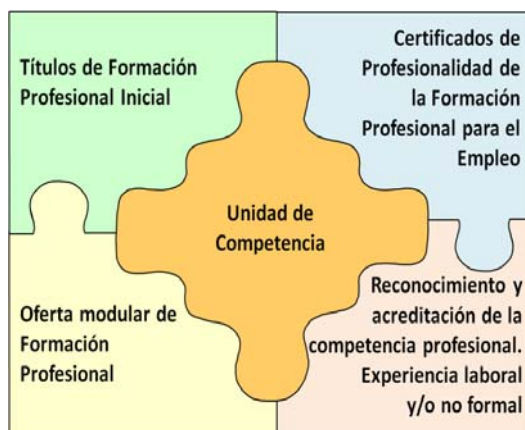 Títulos de Formación
Profesional Inicial
Certificados de
Profesionalidad de
la Formación
Profesional para el
Empleo
Unidad de
Competencia
Oferta modular de
Formación
Profesional
Reconocimiento y
acreditación de la
competencia profesional.
Experiencia laboral
y/o no formal